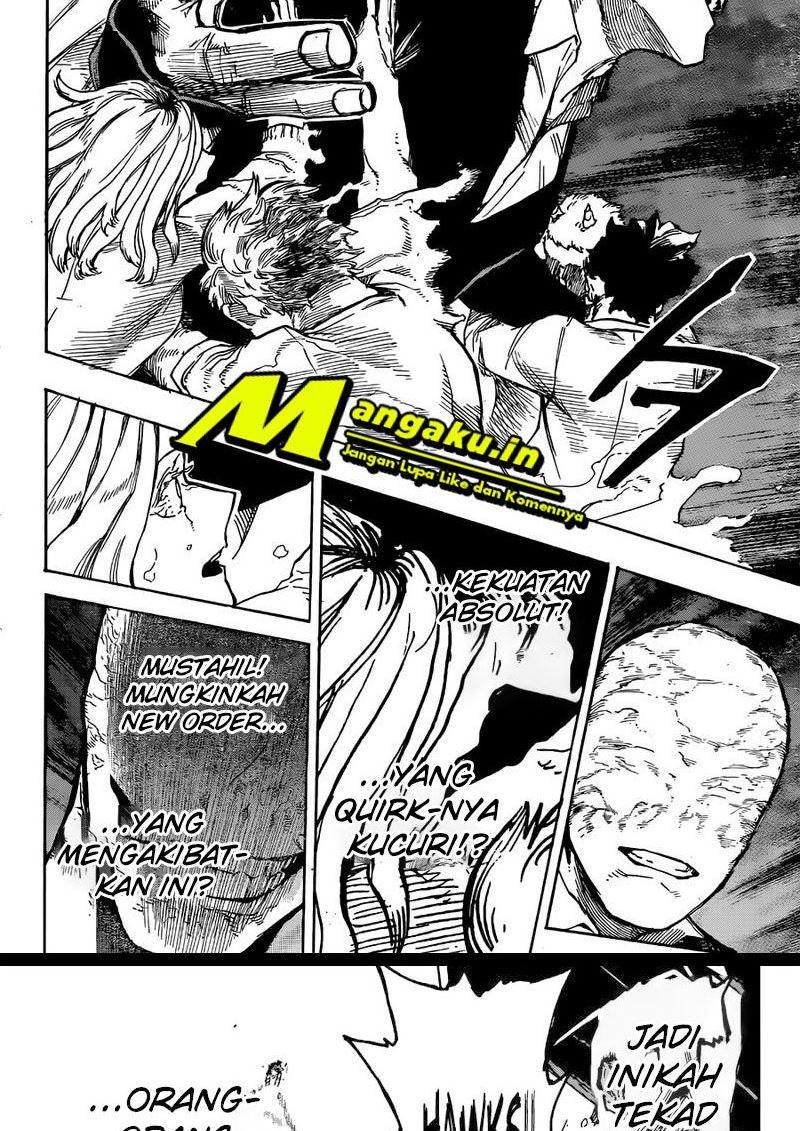 Mangaku.in
Jangan Lupa Like dan Komennya
...KEKUATAN
ABSOLUT!
MUSTAHIL!
MUNGKINKAH
NEW ORDER...
...YANG
QUIRK-NYA
KUCURI!?
...YANG
MENGAKIBAT-
KAN INI?
JADI
INIKAH
TEKAD
HAWKS
...ORANG-
ORANG